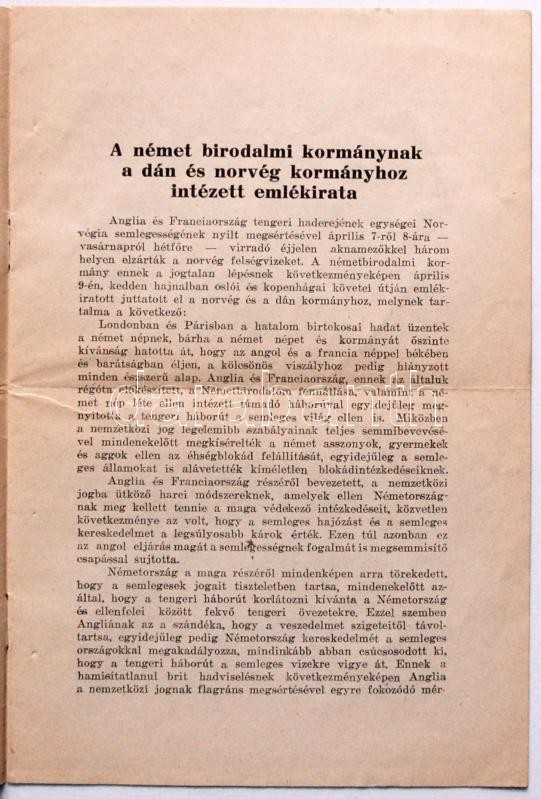 A német birodalmi kormánynak
a dán és norvég kormányhoz
intézett emlékirata
Anglia és Franciaország tengeri haderejének egységei Nor-
végia semlegességének nyilt megsértésével április 7-ről 8-ára —
vasárnapról hétfőre — virradó éjjelen aknamezőkkel három
helyen elzárták a norvég felségvizeket. A németbirodalmi kor-
mány ennek a jogtalan lépésnek következményeképen április
9-én, kedden hajnalban oslói és kopenhágai követei útján emlék-
iratott juttatott el a norvég és a dán kormányhoz, melynek tar-
talma a következő:
Londonban és Párisban a hatalom birtokosai hadat üzentek
a német népnek, bárha a német népet és kormányát őszinte
kívánság hatotta át, hogy az angol és a francia néppel békében
és barátságban éljen, a kölcsönös viszályhoz pedig hiányzott
minden észszerű alap. Anglia és Franciaország, ennek az általuk
régóta előkészített, a Németbirodalom fennállása, valamint a né-
met nép léte ellen intézett támadó háborúval egyidejüleg meg-
nyitotta a tengeri háborút a semleges világ ellen is. Miközben
a nemzetközi jog legelemibb szabályainak teljes semmibevevésé-
vel mindenekelőtt megkísérelték a német asszonyok, gyermekek
és aggok ellen az éhségblokád felállítását, egyidejüleg a semle-
ges államokat is alávetették kíméletlen blokádintézkedéseiknek.
Anglia és Franciaország részéről bevezetett, a nemzetközi
jogba ütköző harci módszereknek, amelyek ellen Németország-
nak meg kellett tennie a maga védekező intézkedéseit, közvetlen
következménye az volt, hogy a semleges hajózást és a semleges
kereskedelmet a legsúlyosabb károk érték. Ezen túl azonban ez
az angol eljárás magát a semlegességnek fogalmát is megsemmisítő
csapással sujtotta.
Németország a maga részéről mindenképen arra törekedett,
hogy a semlegesek jogait tiszteletben tartsa, mindenekelőtt az-
által, hogy a tengeri háborút korlátozni kívánta a Németország
és ellenfelei között fekvő tengeri övezetekre. Ezzel szemben
Angliának az a szándéka, hogy a veszedelmet szigeteitől távol-
tartsa, egyidejüleg pedig Németország kereskedelmét a semleges
országokkal megakadályozza, mindinkább abban csúcsosodott ki,
hogy a tengeri háborút a semleges vizekre vigye át. Ennek a
hamisítatlanul brit hadviselésnek következményeképen Anglia
a nemzetközi jognak flagráns megsértésével egyre fokozódó mér-